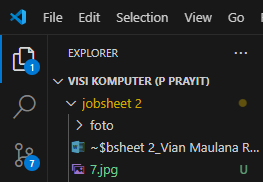 File Edit Selection View Go
EXPLORER ...
1
VISI KOMPUTER (P PRAYIT)
jobsheet 2
foto
~$bsheet 2_Vian Maulana R...
7
7.jpg U